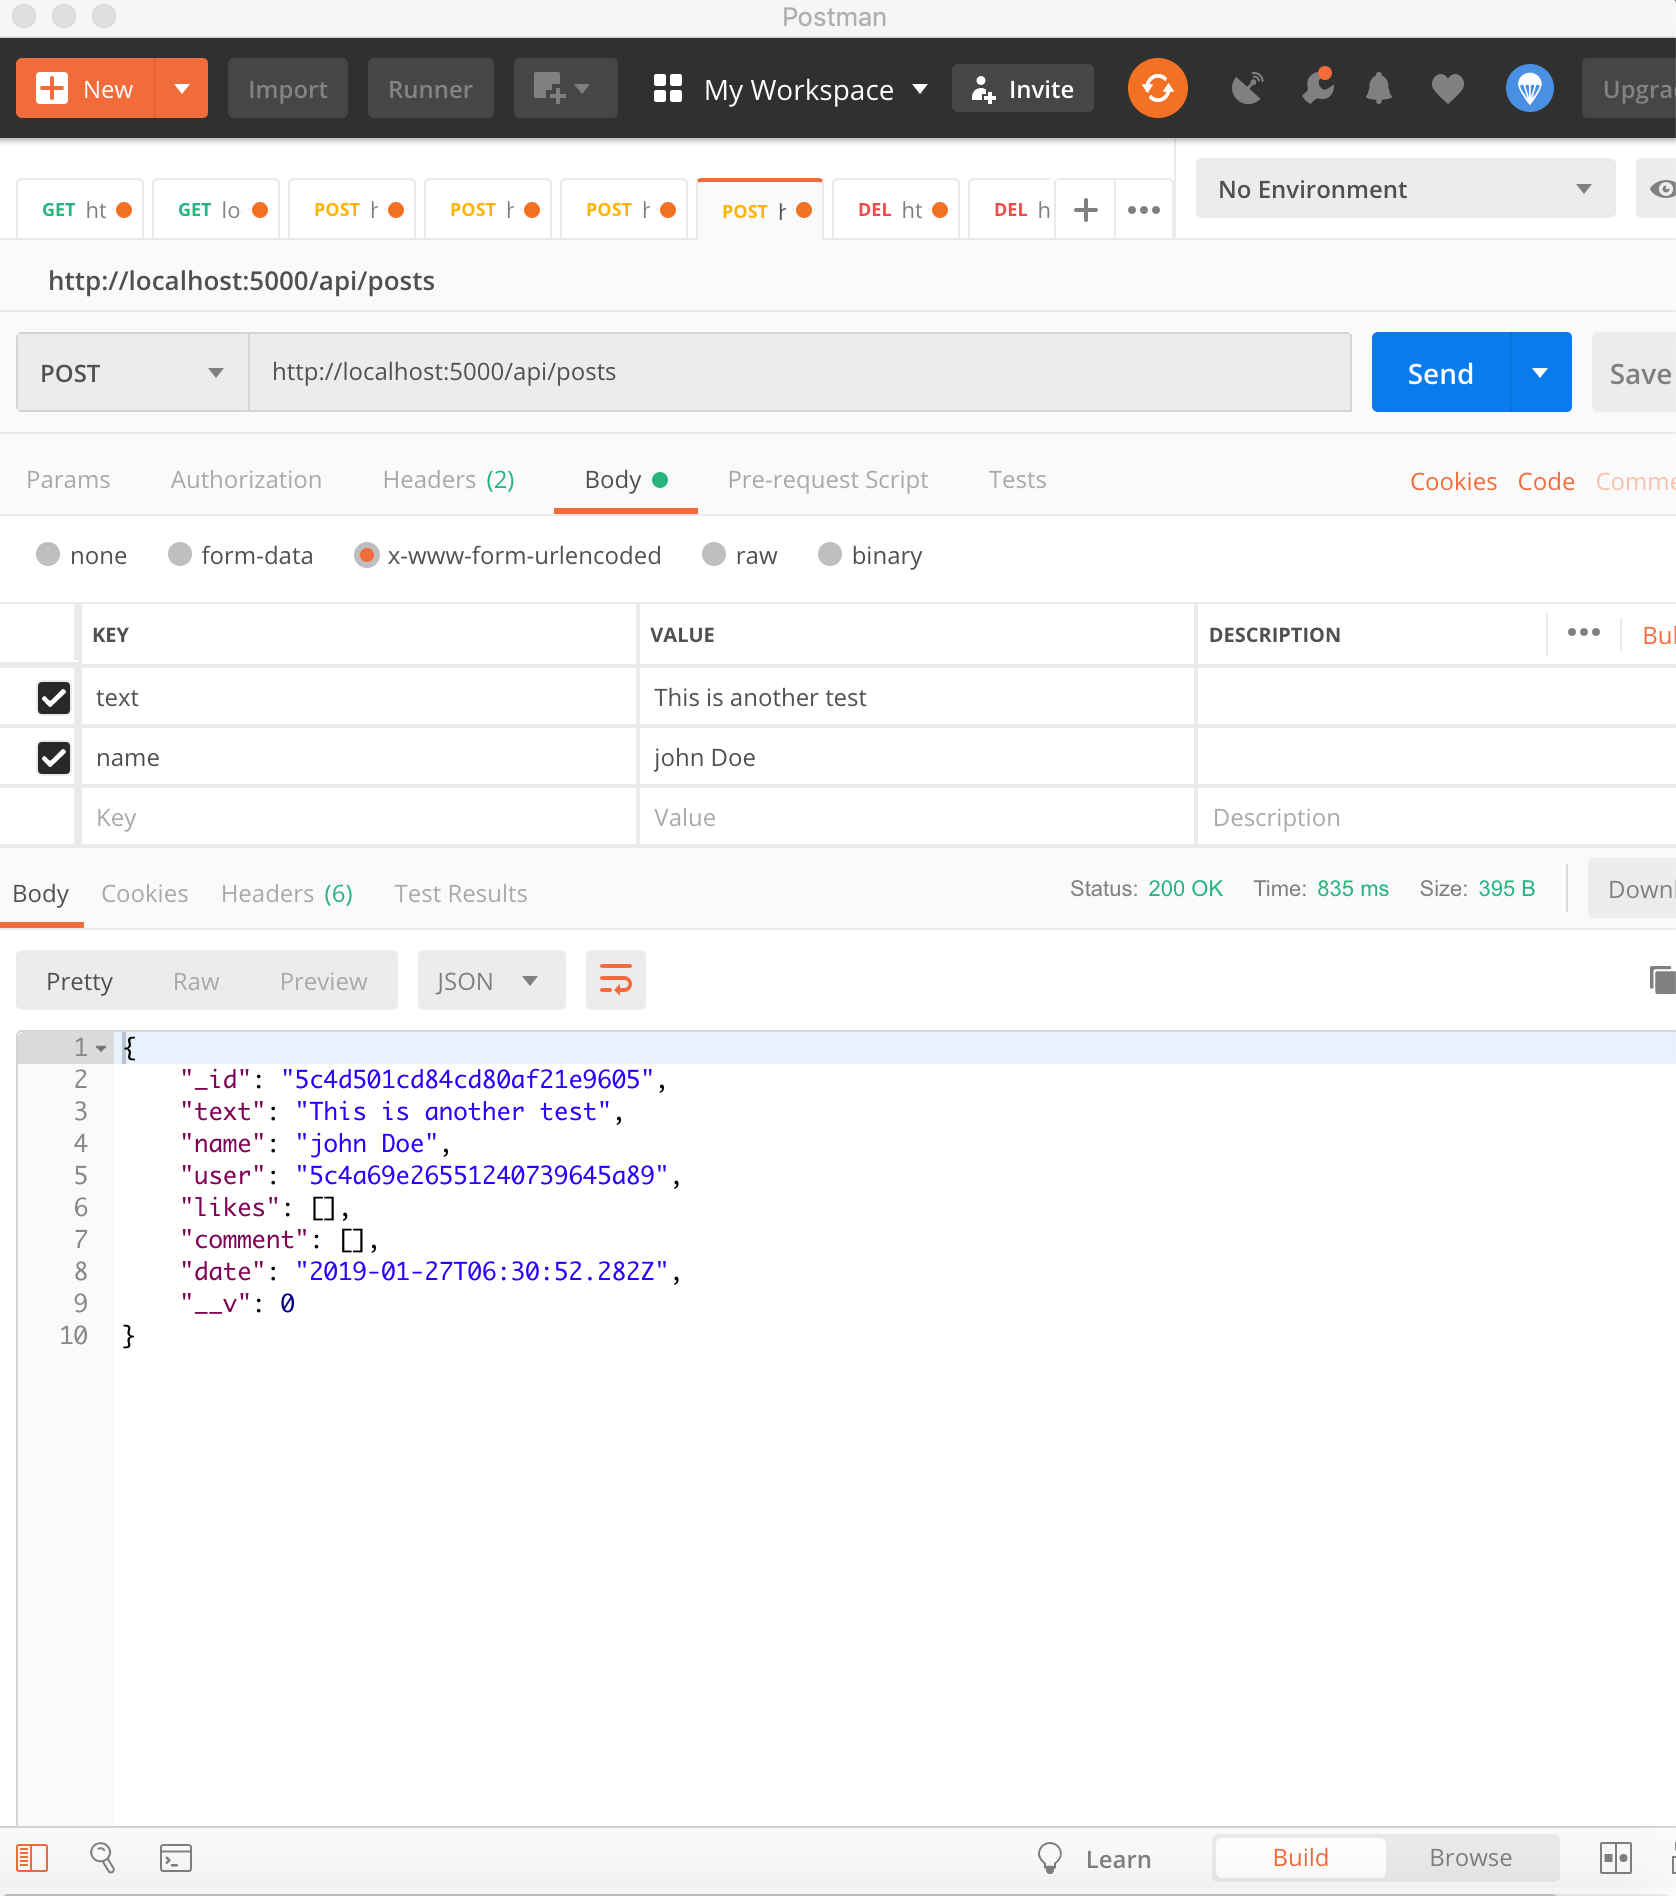 Postman
New Import Runner My Workspace Invite
GET ht GET lo POST POST POST POST DEL ht DEL h No Environment
http://localhost:5000/api/posts
POST http://localhost:5000/api/posts Send Save
Params Authorization Headers (2) Body Pre-request Script Tests Cookies Code
none form-data x-www-form-urlencoded raw binary
KEY VALUE DESCRIPTION
text This is another test
name john Doe
Key Value Description
Body Cookies Headers (6) Test Results Status: 200 OK Time: 835 ms Size: 395 B
Pretty Raw Preview JSON
1 {
2 "_id": "5c4d501cd84cd80af21e9605",
3 "text": "This is another test",
4 "name": "john Doe",
5 "user": "5c4a69e26551240739645a89",
6 "likes": [],
7 "comment": [],
8 "date": "2019-01-27T06:30:52.282Z",
9 "__v": 0
10 }
Learn Build Browse